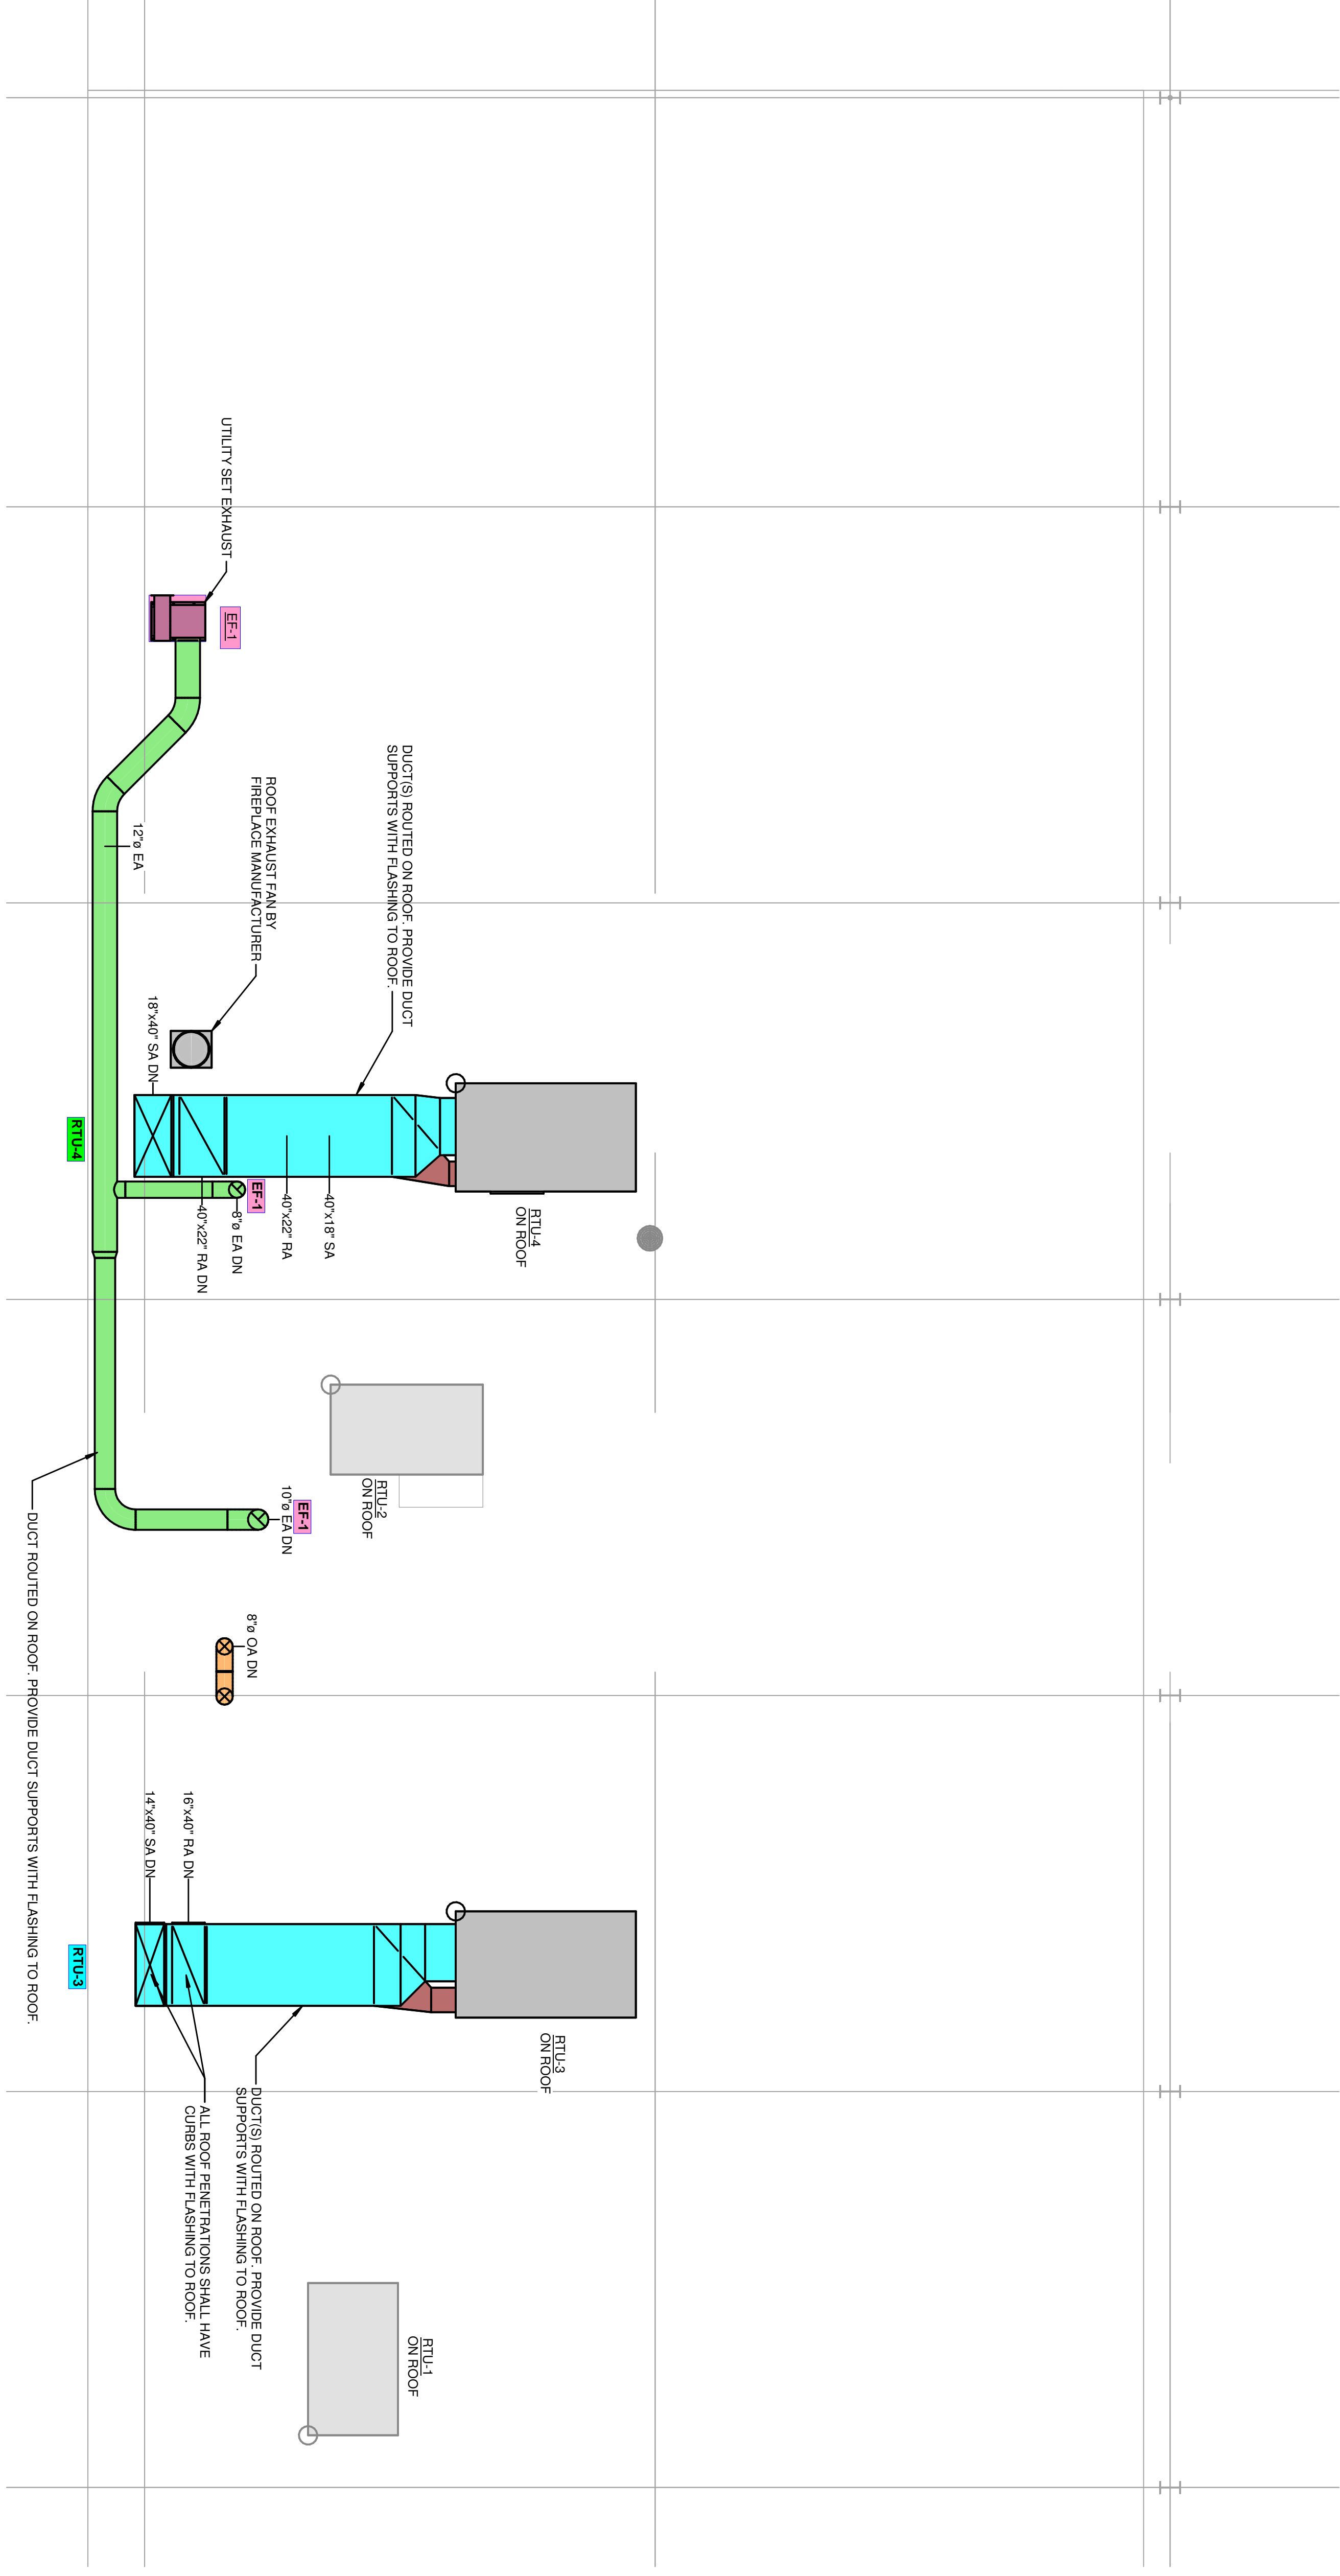 UTILITY SET EXHAUST
EF-1
12"ø EA
ROOF EXHAUST FAN BY
FIREPLACE MANUFACTURER
DUCT(S) ROUTED ON ROOF. PROVIDE DUCT
SUPPORTS WITH FLASHING TO ROOF.
18"x40" SA DN
RTU-4
EF-1
8"ø EA DN
40"x22" RA DN
40"x22" RA
40"x18" SA
RTU-4
ON ROOF
RTU-2
ON ROOF
EF-1
10"ø EA DN
DUCT ROUTED ON ROOF. PROVIDE DUCT SUPPORTS WITH FLASHING TO ROOF.
8"ø OA DN
16"x40" RA DN
14"x40" SA DN
RTU-3
RTU-3
ON ROOF
DUCT(S) ROUTED ON ROOF. PROVIDE DUCT
SUPPORTS WITH FLASHING TO ROOF.
ALL ROOF PENETRATIONS SHALL HAVE
CURBS WITH FLASHING TO ROOF.
RTU-1
ON ROOF